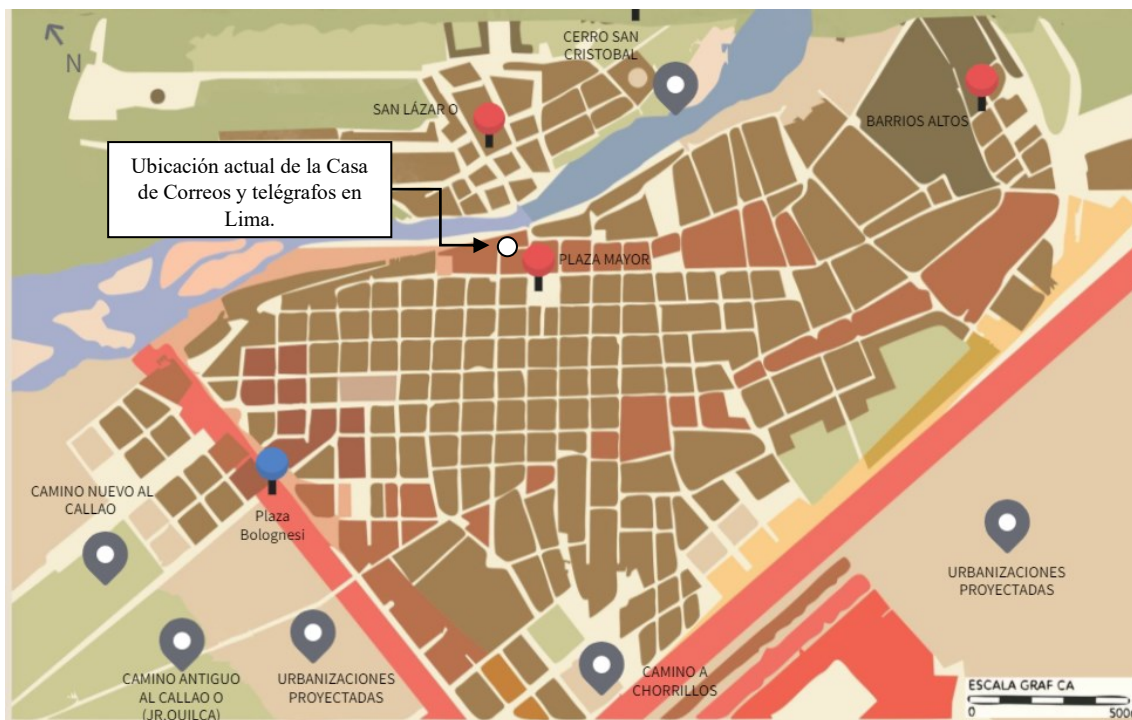 N
CERRO SAN
CRISTOBAL
SAN LÁZAR O
BARRIOS ALTOS
Ubicación actual de la Casa
de Correos y telégrafos en
Lima.
PLAZA MAYOR
CAMINO NUEVO AL
CALLAO
Plaza
Bolognesi
URBANIZACIONES
PROYECTADAS
CAMINO ANTIGUO
AL CALLAO O
(JR.QUILCA)
URBANIZACIONES
PROYECTADAS
CAMINO A
CHORRILLOS
ESCALA GRAF CA
0 500